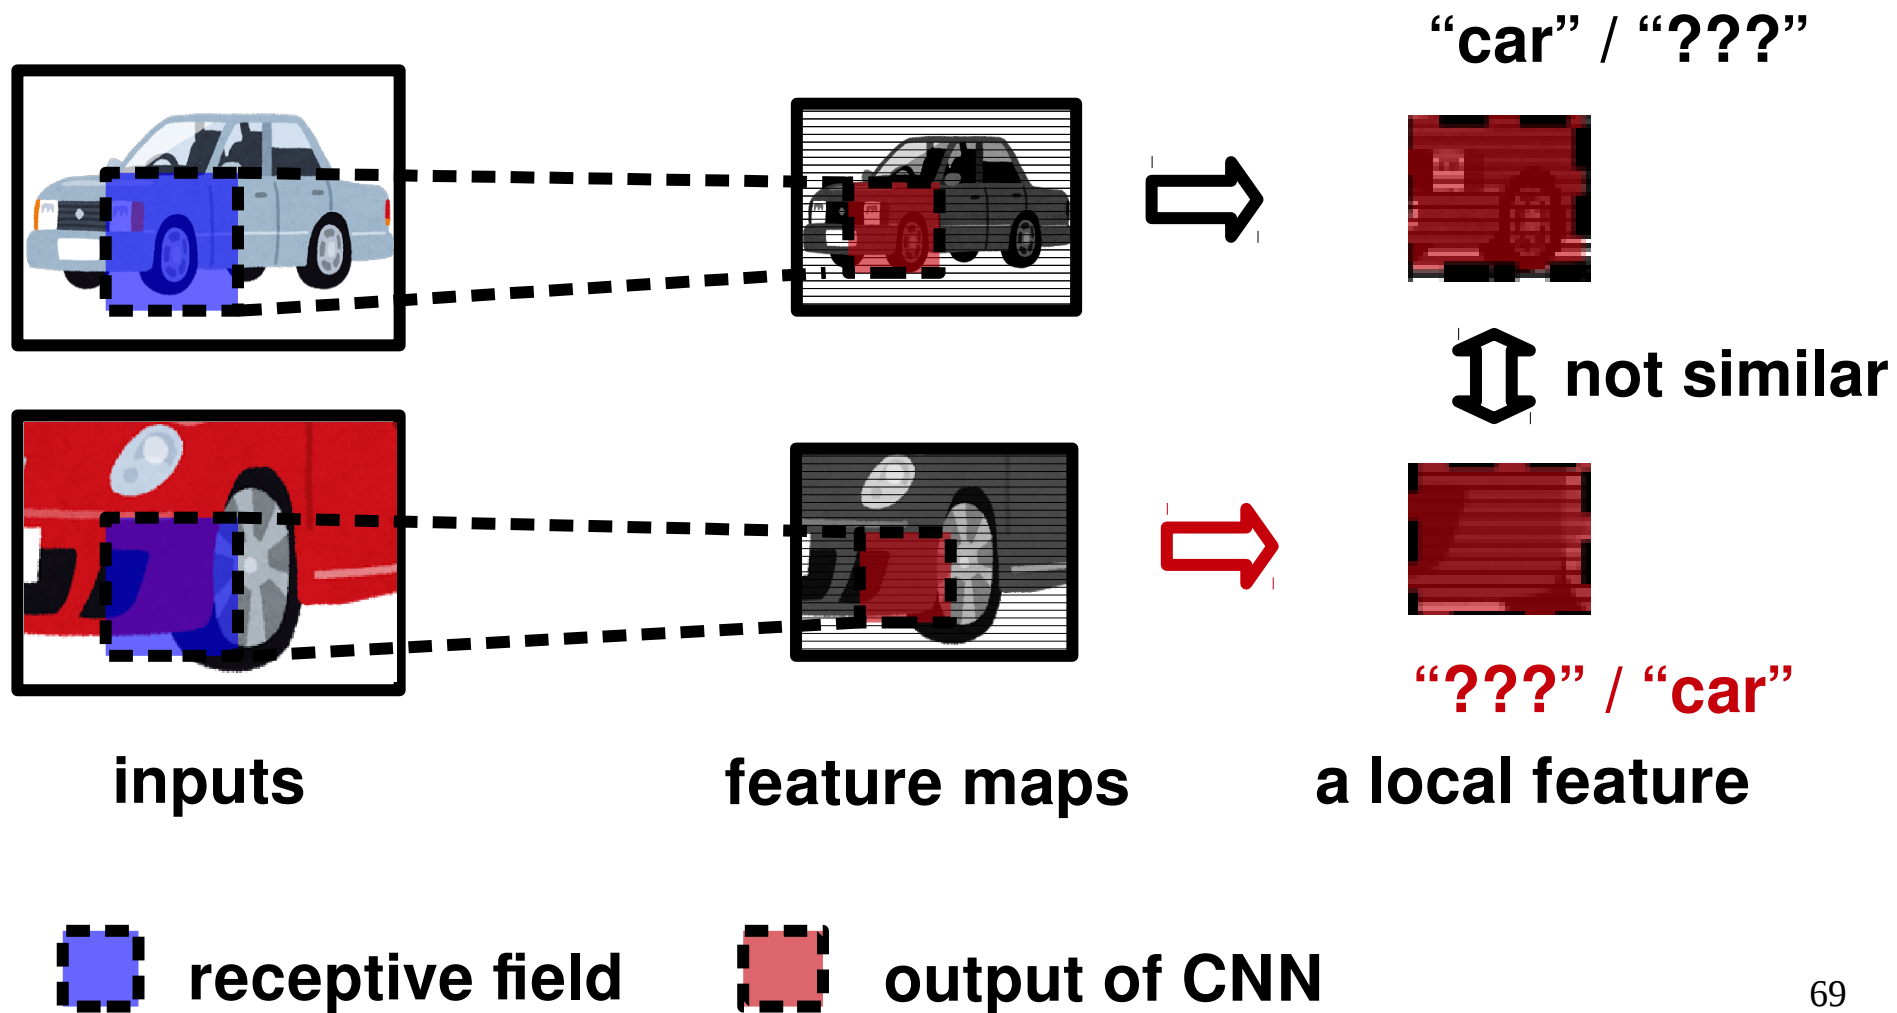 “car” / “???”
not similar
“???” / “car”
inputs
feature maps
a local feature
receptive field
output of CNN
69